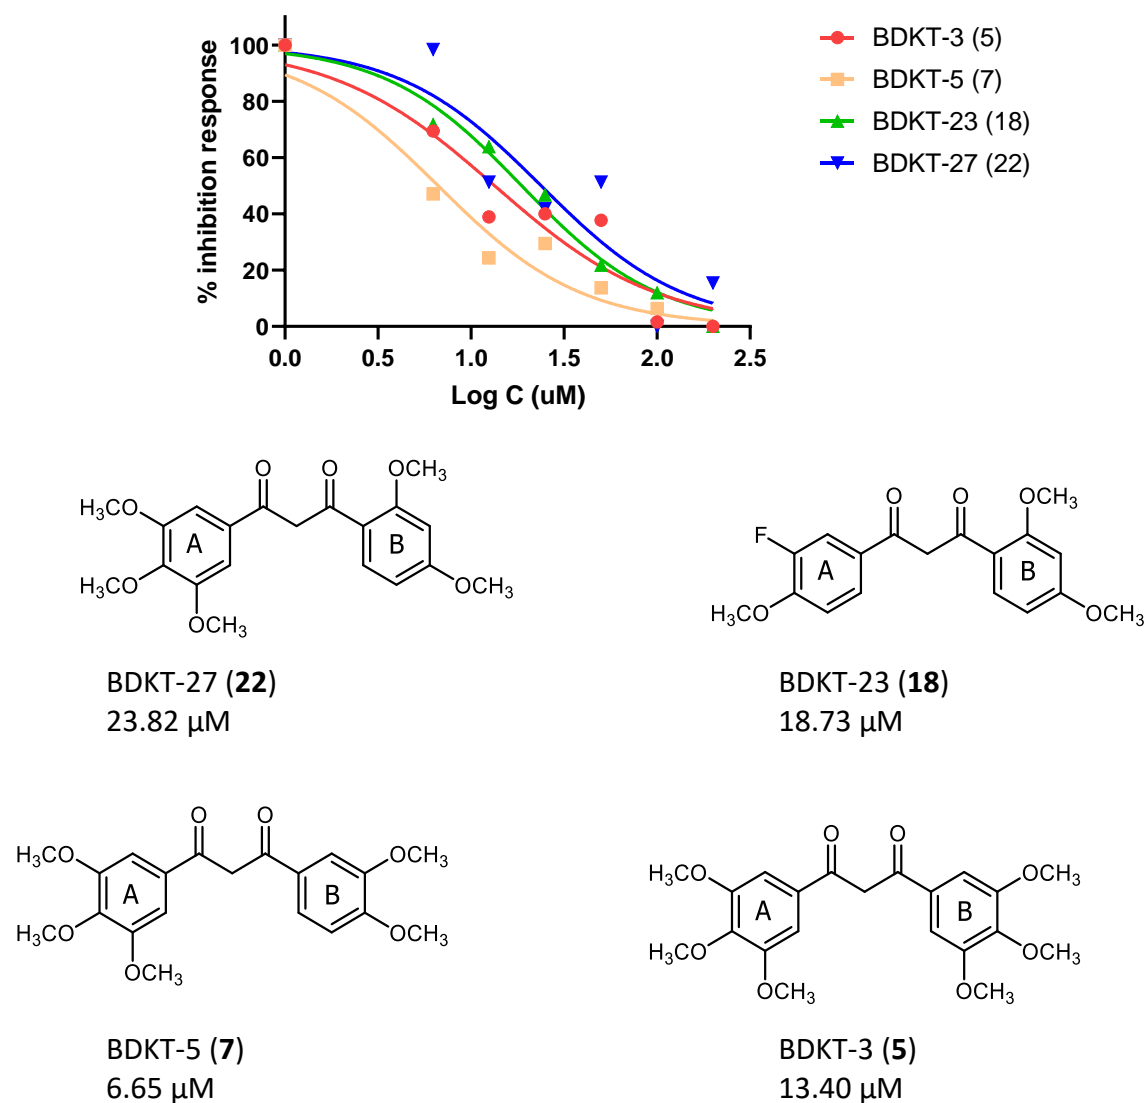 % inhibition response
100
80
60
40
20
0
0.0 0.5 1.0 1.5 2.0 2.5
Log C (uM)
BDKT-3 (5)
BDKT-5 (7)
BDKT-23 (18)
BDKT-27 (22)
O O OCH3
H3CO
A B
H3CO OCH3
OCH3
BDKT-27 (22)
23.82 µM
O O OCH3
F
A B
H3CO OCH3
BDKT-23 (18)
18.73 µM
O O
H3CO OCH3
A B
H3CO OCH3
OCH3
BDKT-5 (7)
6.65 µM
O O
H3CO OCH3
A B
H3CO OCH3
OCH3 OCH3
BDKT-3 (5)
13.40 µM